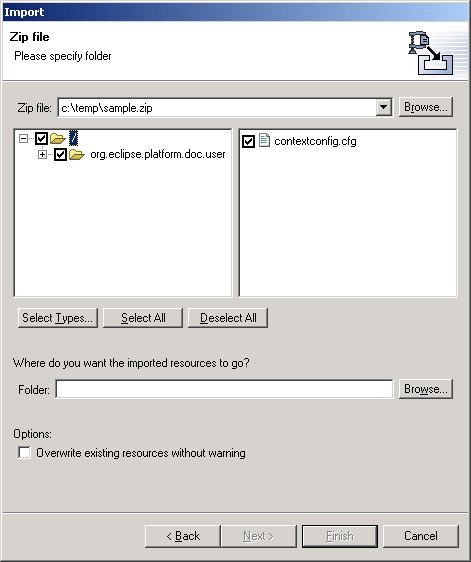 Import
Zip file
Please specify folder
Zip file: c:\temp\sample.zip Browse...
/
contextconfig.cfg
org.eclipse.platform.doc.user
Select Types... Select All Deselect All
Where do you want the imported resources to go?
Folder: Browse...
Options:
Overwrite existing resources without warning
< Back Next > Finish Cancel